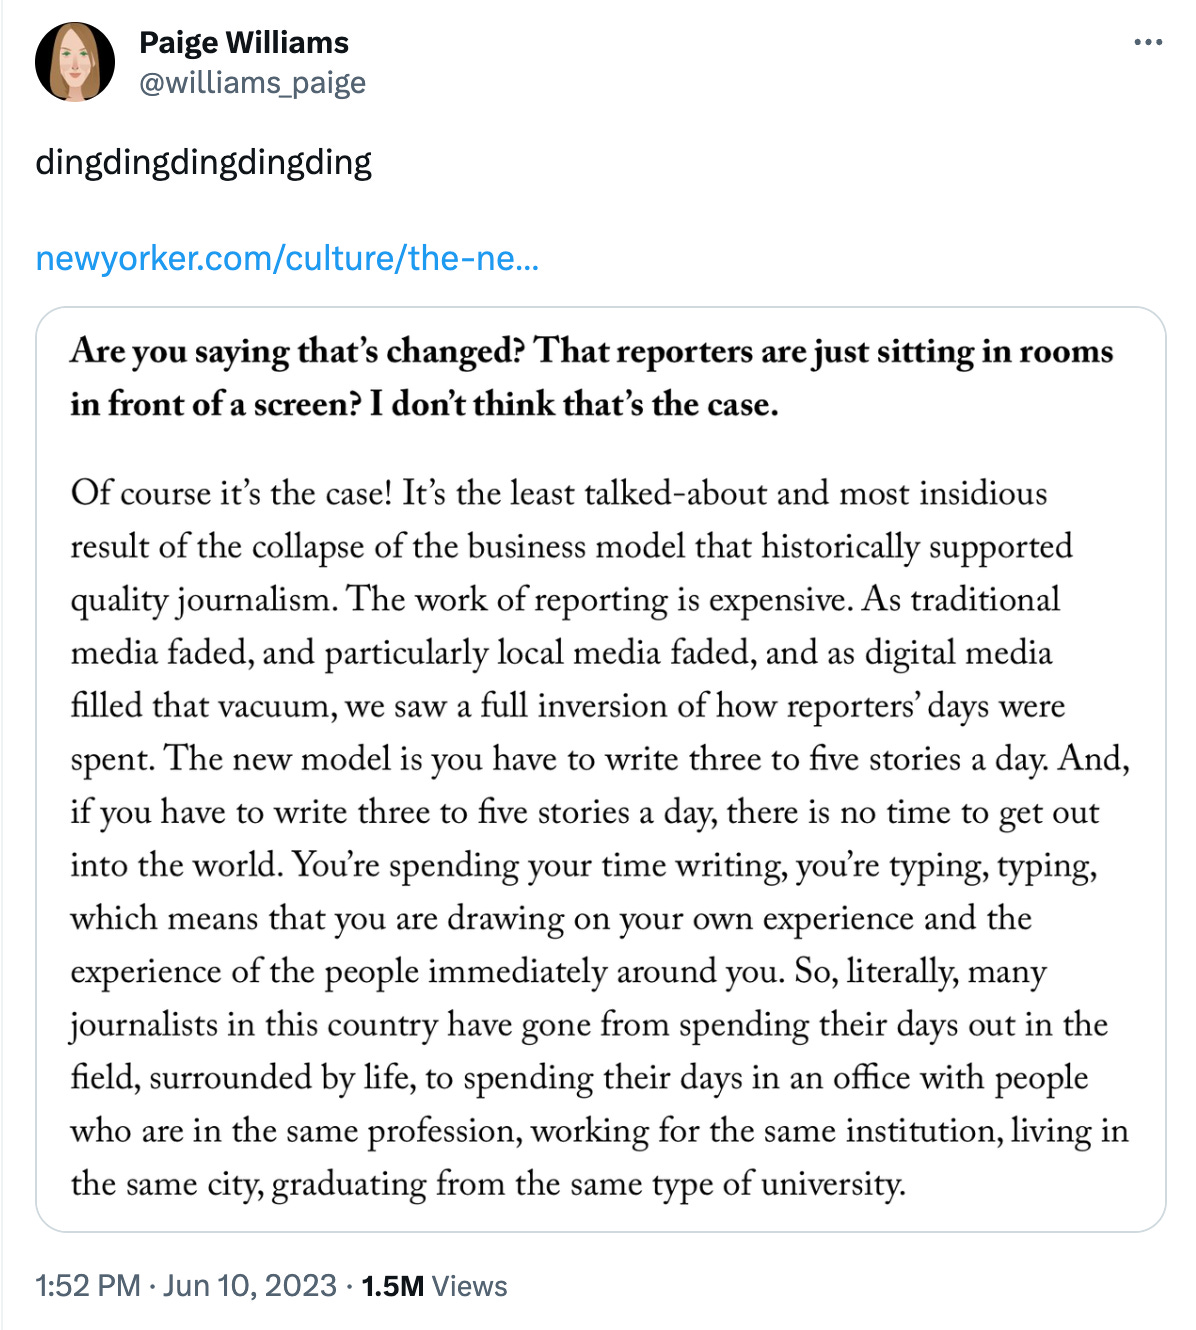 Paige Williams
@williams_paige
dingdingdingdingding
newyorker.com/culture/the-ne...
Are you saying that’s changed? That reporters are just sitting in rooms
in front of a screen? I don’t think that’s the case.
Of course it’s the case! It’s the least talked-about and most insidious
result of the collapse of the business model that historically supported
quality journalism. The work of reporting is expensive. As traditional
media faded, and particularly local media faded, and as digital media
filled that vacuum, we saw a full inversion of how reporters’ days were
spent. The new model is you have to write three to five stories a day. And,
if you have to write three to five stories a day, there is no time to get out
into the world. You’re spending your time writing, you’re typing, typing,
which means that you are drawing on your own experience and the
experience of the people immediately around you. So, literally, many
journalists in this country have gone from spending their days out in the
field, surrounded by life, to spending their days in an office with people
who are in the same profession, working for the same institution, living in
the same city, graduating from the same type of university.
1:52 PM · Jun 10, 2023 · 1.5M Views